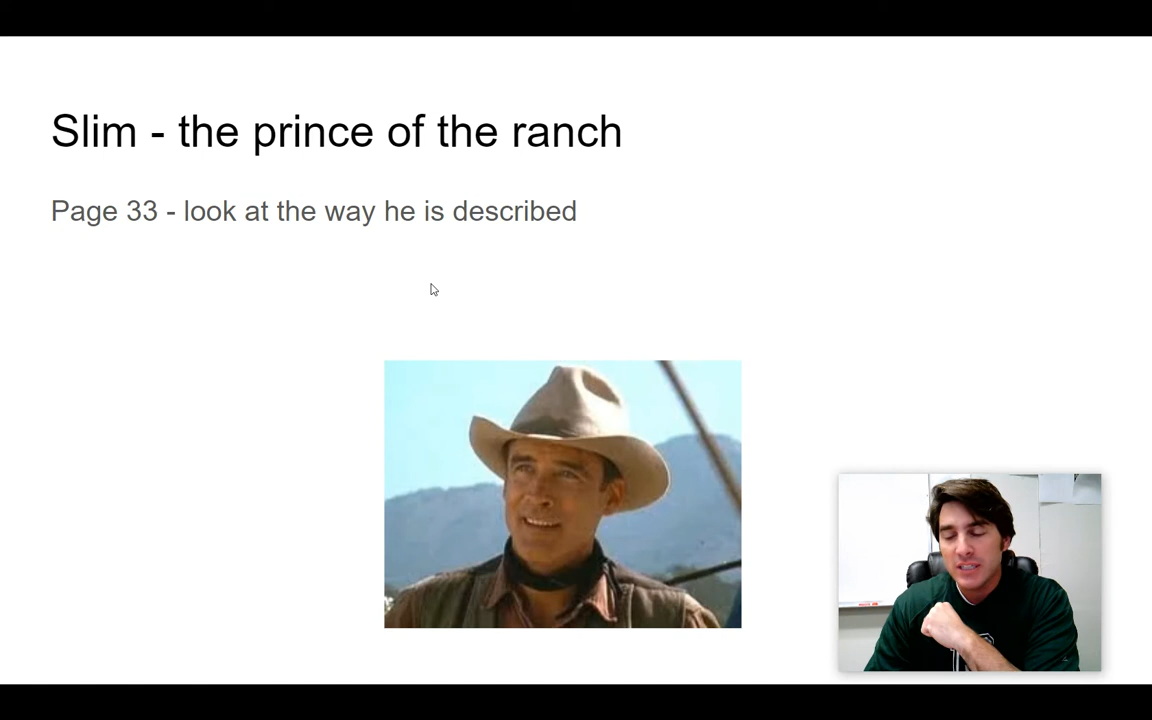 Slim - the prince of the ranch
Page 33 - look at the way he is described